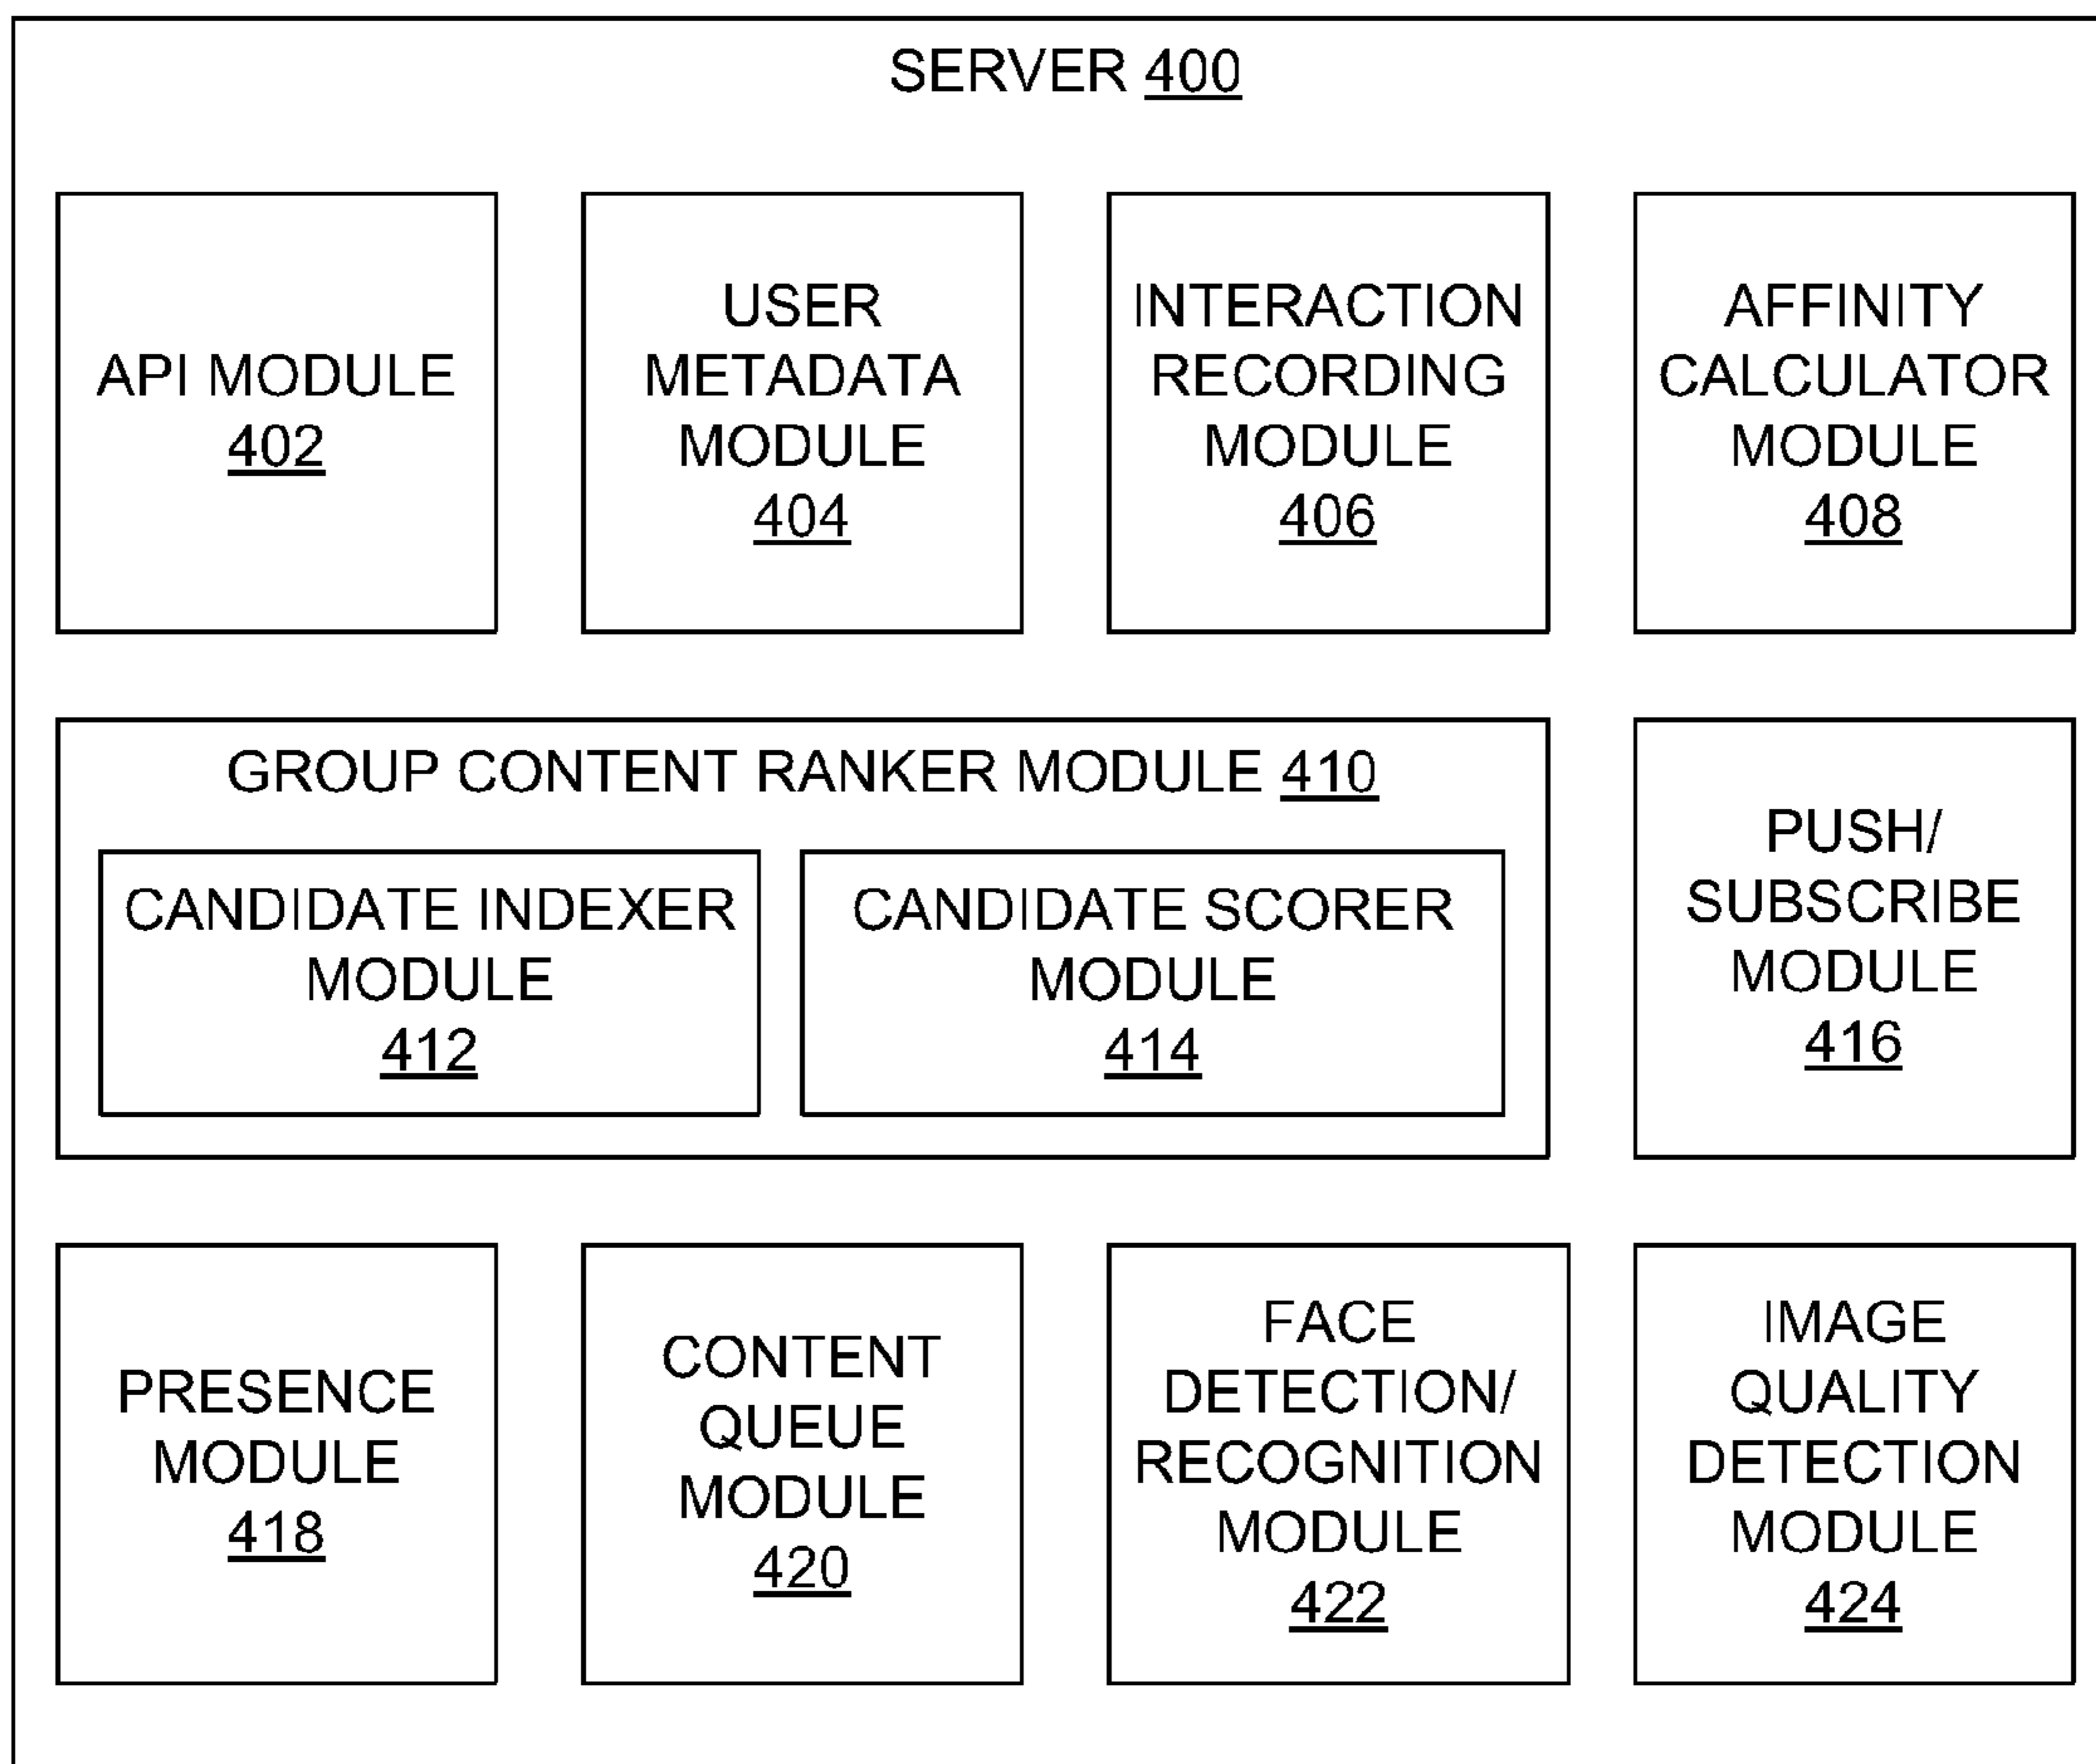 SERVER 400
API MODULE
402
USER
METADATA
MODULE
404
INTERACTION
RECORDING
MODULE
406
AFFINITY
CALCULATOR
MODULE
408
GROUP CONTENT RANKER MODULE 410
CANDIDATE INDEXER
MODULE
412
CANDIDATE SCORER
MODULE
414
PUSH/
SUBSCRIBE
MODULE
416
PRESENCE
MODULE
418
CONTENT
QUEUE
MODULE
420
FACE
DETECTION/
RECOGNITION
MODULE
422
IMAGE
QUALITY
DETECTION
MODULE
424